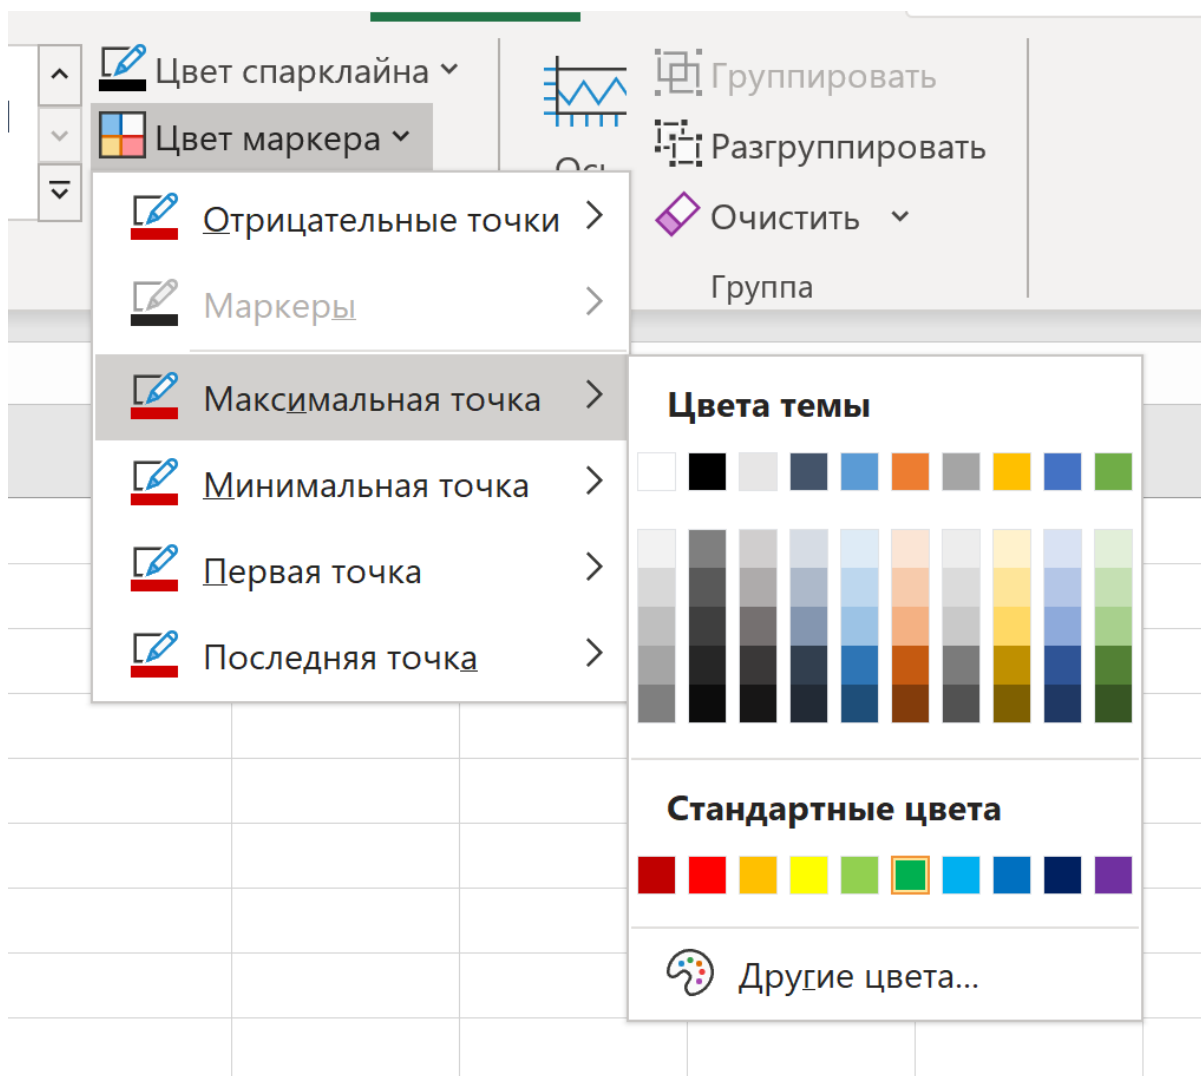 Цвет спарклайна
Цвет маркера
Группировать
Разгруппировать
Очистить
Группа
Отрицательные точки
Маркеры
Максимальная точка
Минимальная точка
Первая точка
Последняя точка
Цвета темы
Стандартные цвета
Другие цвета...